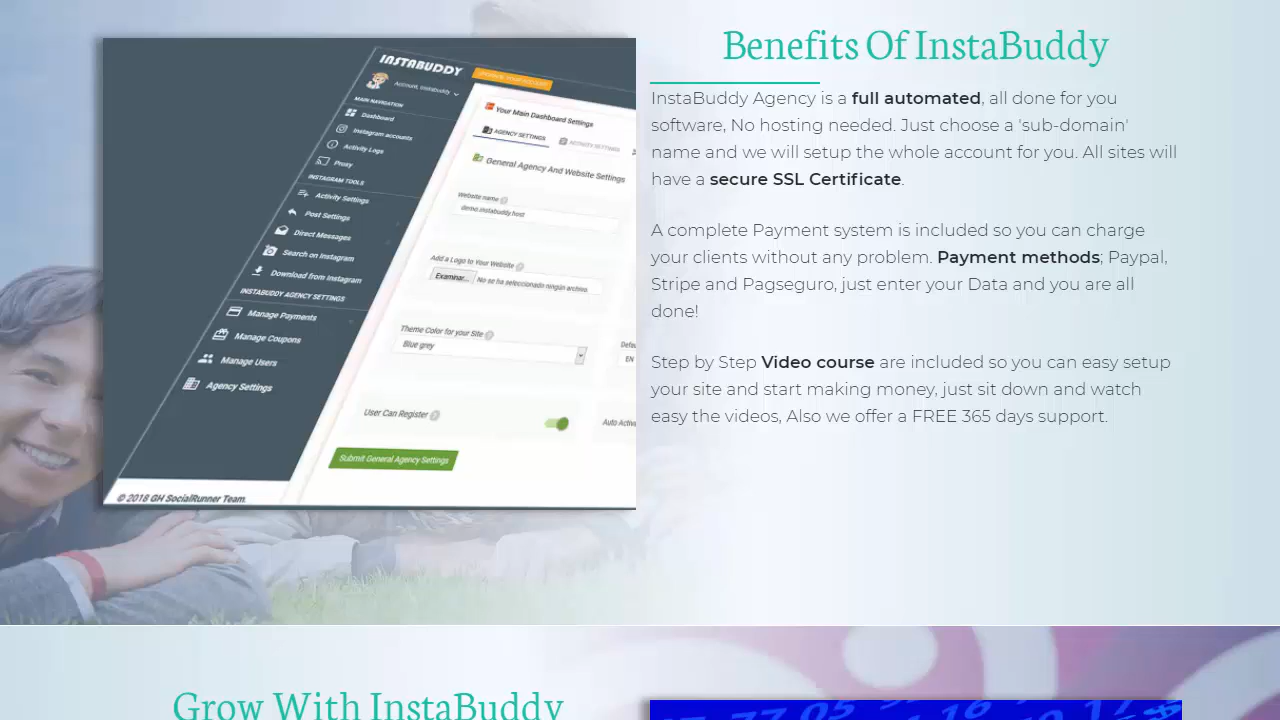 INSTABUDDY
Account, Instabuddy
MAIN NAVIGATION
Dashboard
Instagram accounts
Activity Logs
Proxy
INSTAGRAM TOOLS
Activity Settings
Post Settings
Direct Messages
Search on Instagram
Download from Instagram
INSTABUDDY AGENCY SETTINGS
Manage Payments
Manage Coupons
Manage Users
Agency Settings
© 2018 GH SocialRunner Team.
Your Main Dashboard Settings
AGENCY SETTINGS
ACTIVITY SETTINGS
General Agency And Website Settings
Website name
demo.instabuddy.host
Add a Logo to Your Website
Examinar... No se ha seleccionado ningún archivo.
Theme Color for your Site
Blue grey
EN
User Can Register
Submit General Agency Settings
Benefits Of InstaBuddy
InstaBuddy Agency is a full automated, all done for you
software, No hosting needed. Just choose a 'sub-domain'
name and we will setup the whole account for you. All sites will
have a secure SSL Certificate.
A complete Payment system is included so you can charge
your clients without any problem. Payment methods; Paypal,
Stripe and Pagseguro, just enter your Data and you are all
done!
Step by Step Video course are included so you can easy setup
your site and start making money, just sit down and watch
easy the videos, Also we offer a FREE 365 days support.
Grow With InstaBuddy